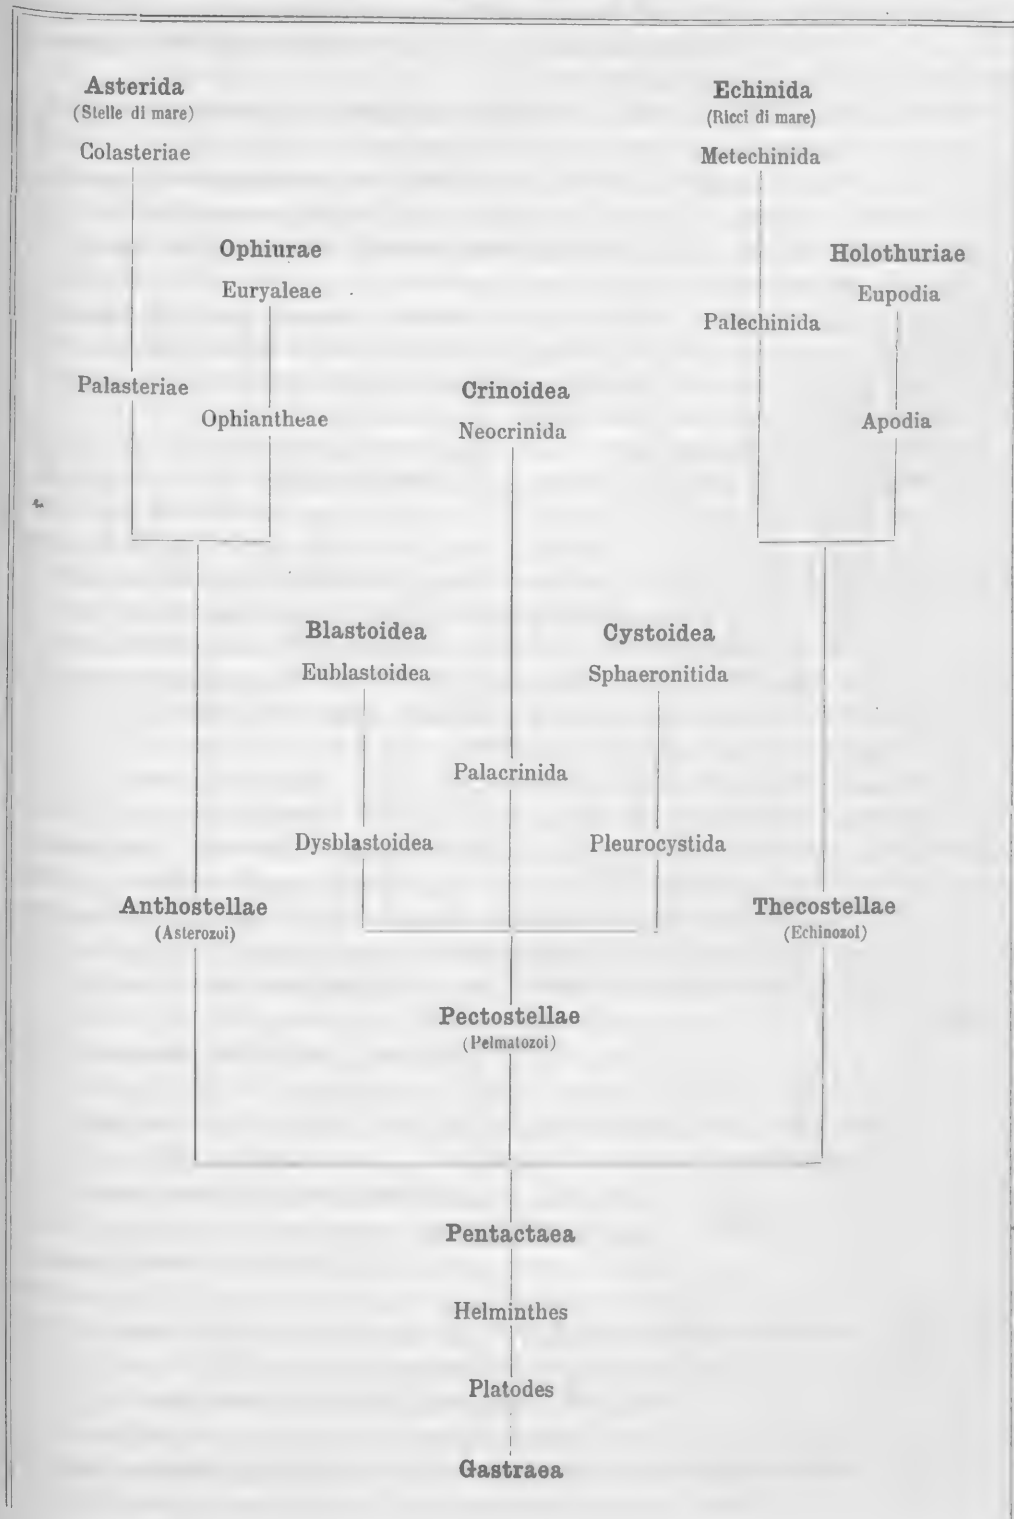 Asterida
(Stelle di mare)
Colasteriae
Echinida
(Ricci di mare)
Metechinida
Ophiurae
Euryaleae
Holothuriae
Eupodia
Palechinida
Palasteriae
Ophiantheae
Crinoidea
Neocrinida
Apodia
Blastoidea
Eublastoidea
Cystoidea
Sphaeronitida
Palacrinida
Dysblastoidea
Pleurocystida
Anthostellae
(Asterozoi)
Thecostellae
(Echinozoi)
Pectostellae
(Pelmatozoi)
Pentactaea
Helminthes
Platodes
Gastraea